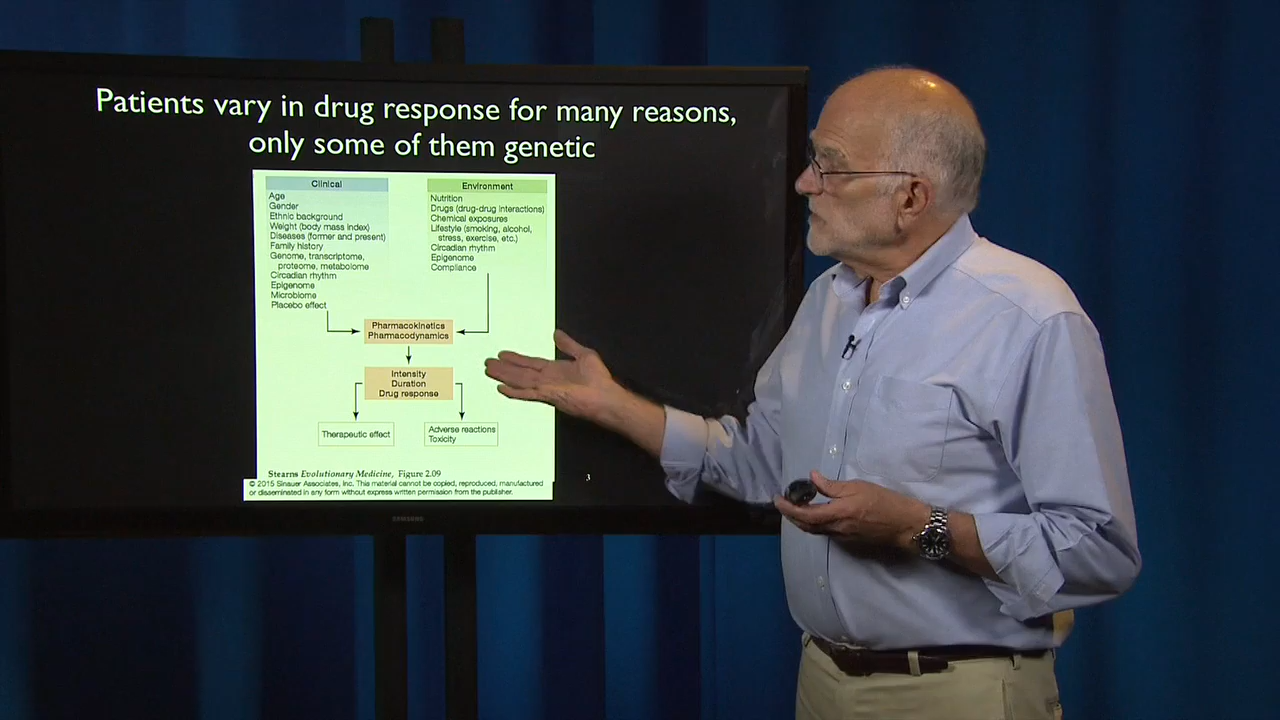 Patients vary in drug response for many reasons,
only some of them genetic
Clinical
Age
Gender
Ethnic background
Weight (body mass index)
Diseases (former and present)
Family history
Genome, transcriptome,
proteome, metabolome
Circadian rhythm
Epigenome
Microbiome
Placebo effect
Environment
Nutrition
Drugs (drug-drug interactions)
Chemical exposures
Lifestyle (smoking, alcohol,
stress, exercise, etc.)
Circadian rhythm
Epigenome
Compliance
Pharmacokinetics
Pharmacodynamics
Intensity
Duration
Drug response
Therapeutic effect
Adverse reactions
Toxicity
Stearns Evolutionary Medicine, Figure 2.09
© 2015 Sinauer Associates, Inc. This material cannot be copied, reproduced, manufactured
or disseminated in any form without express written permission from the publisher.
3
SAMSUNG